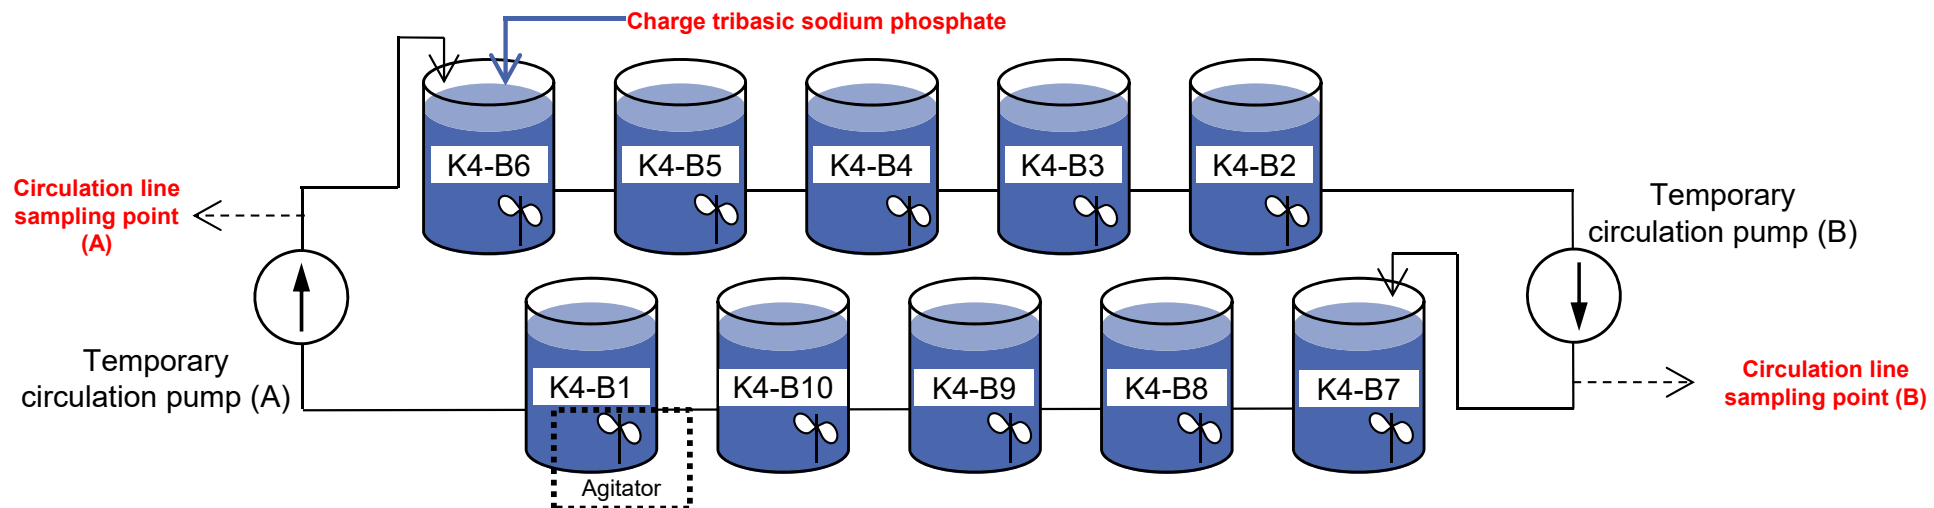 Charge tribasic sodium phosphate
K4-B6
K4-B5
K4-B4
K4-B3
K4-B2
Circulation line
sampling point
(A)
Temporary
circulation pump (B)
Temporary
circulation pump (A)
K4-B1
K4-B10
K4-B9
K4-B8
K4-B7
Circulation line
sampling point (B)
Agitator